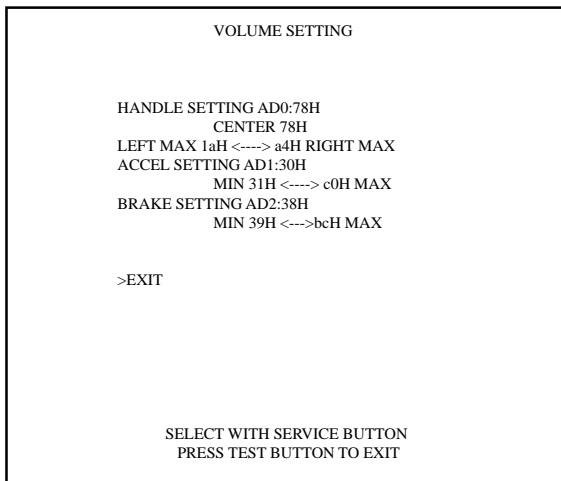 VOLUME SETTING
HANDLE SETTING AD0:78H
CENTER 78H
LEFT MAX 1aH <----> a4H RIGHT MAX
ACCEL SETTING AD1:30H
MIN 31H <----> c0H MAX
BRAKE SETTING AD2:38H
MIN 39H <--->bcH MAX
>EXIT
SELECT WITH SERVICE BUTTON
PRESS TEST BUTTON TO EXIT